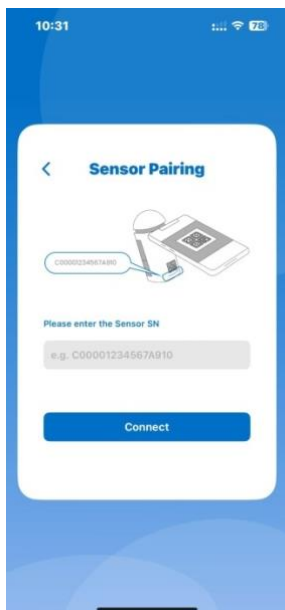 10:31
78
Sensor Pairing
C00001234567A910
Please enter the Sensor SN
e.g. C00001234567A910
Connect